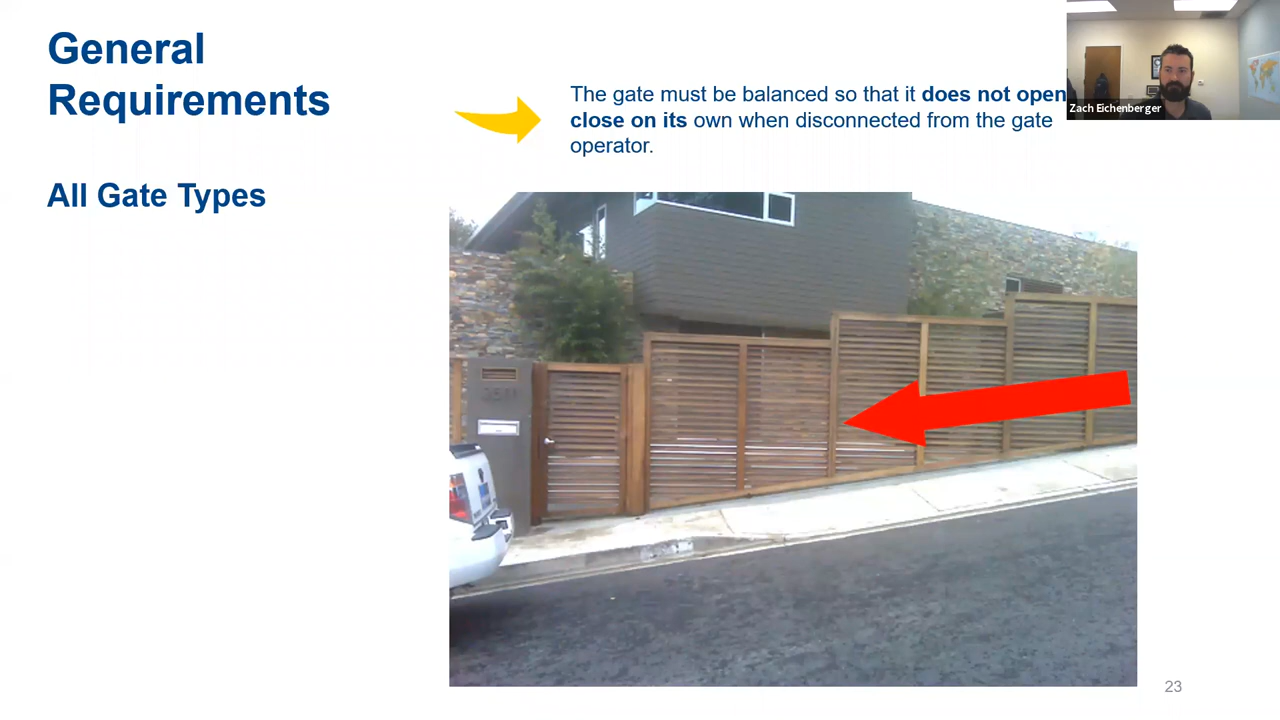 General
Requirements
The gate must be balanced so that it does not open
close on its own when disconnected from the gate
operator.
All Gate Types
Zach Eichenberger
23